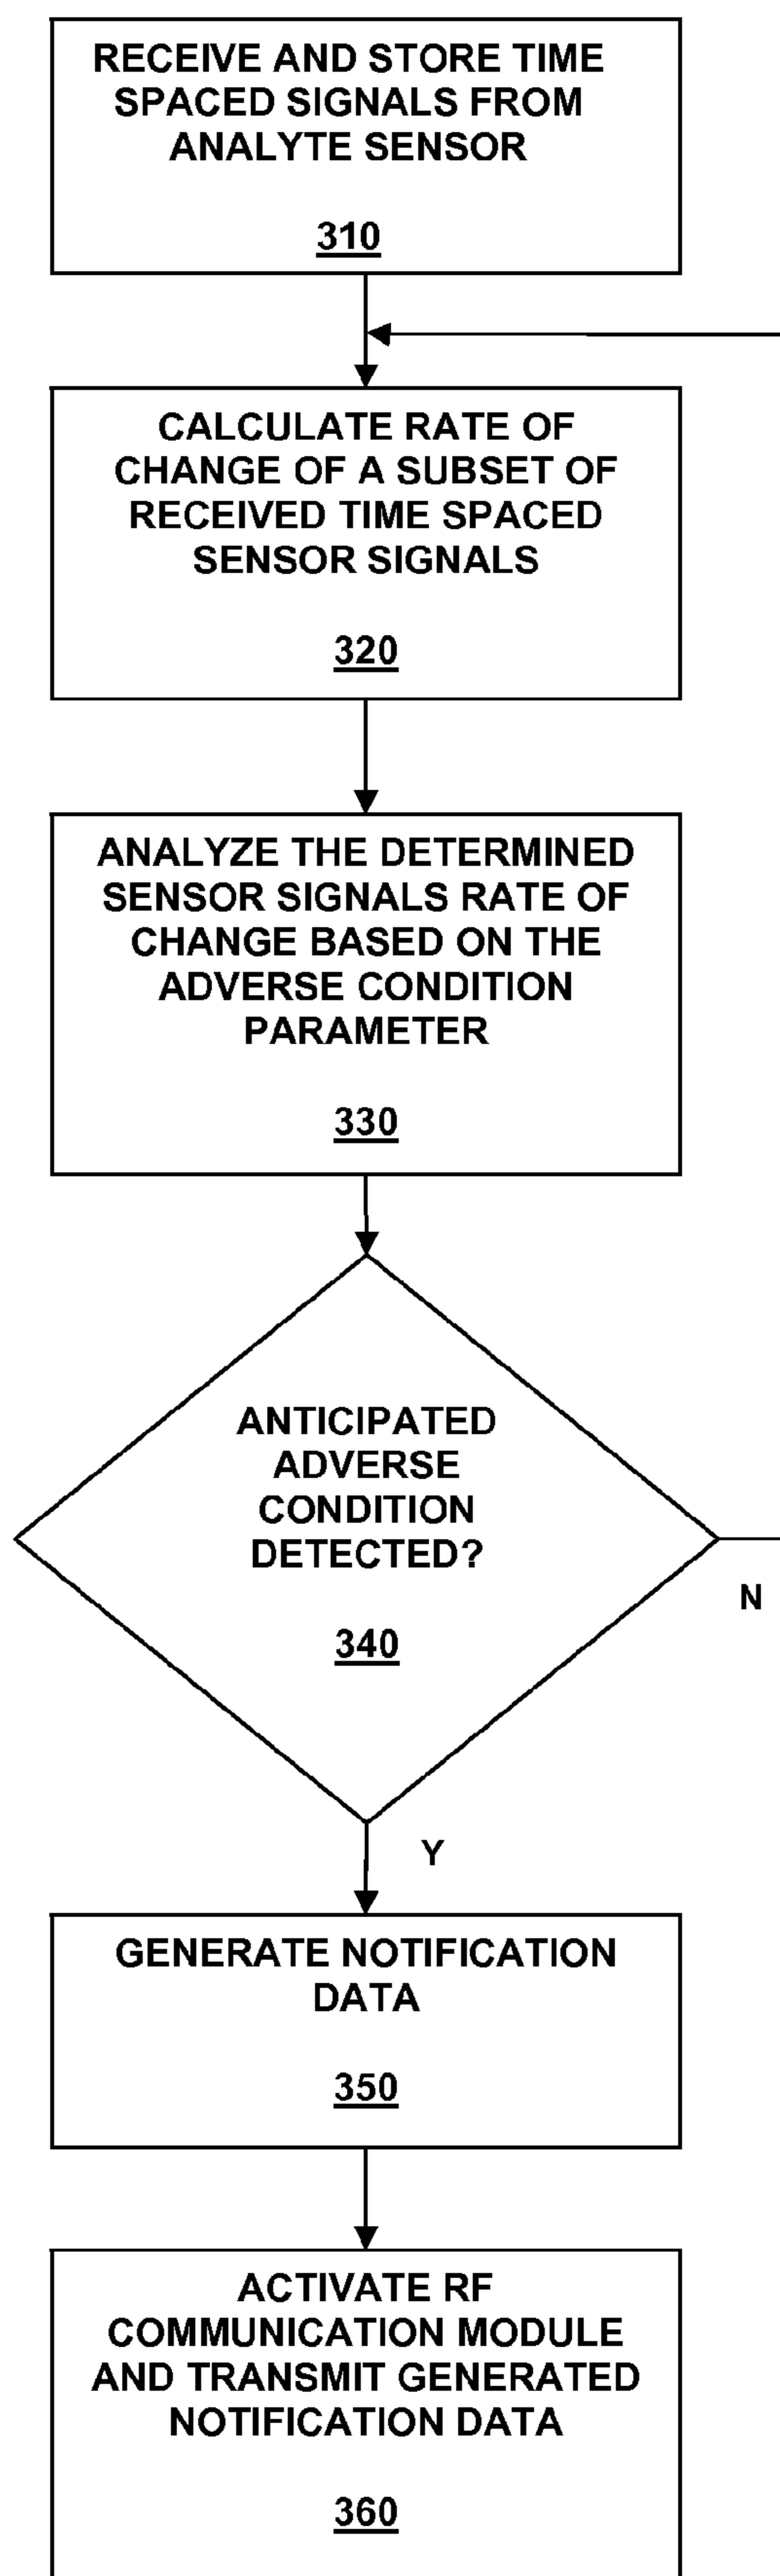 RECEIVE AND STORE TIME
SPACED SIGNALS FROM
ANALYTE SENSOR
310
CALCULATE RATE OF
CHANGE OF A SUBSET OF
RECEIVED TIME SPACED
SENSOR SIGNALS
320
ANALYZE THE DETERMINED
SENSOR SIGNALS RATE OF
CHANGE BASED ON THE
ADVERSE CONDITION
PARAMETER
330
ANTICIPATED
ADVERSE
CONDITION
DETECTED?
340
N
Y
GENERATE NOTIFICATION
DATA
350
ACTIVATE RF
COMMUNICATION MODULE
AND TRANSMIT GENERATED
NOTIFICATION DATA
360